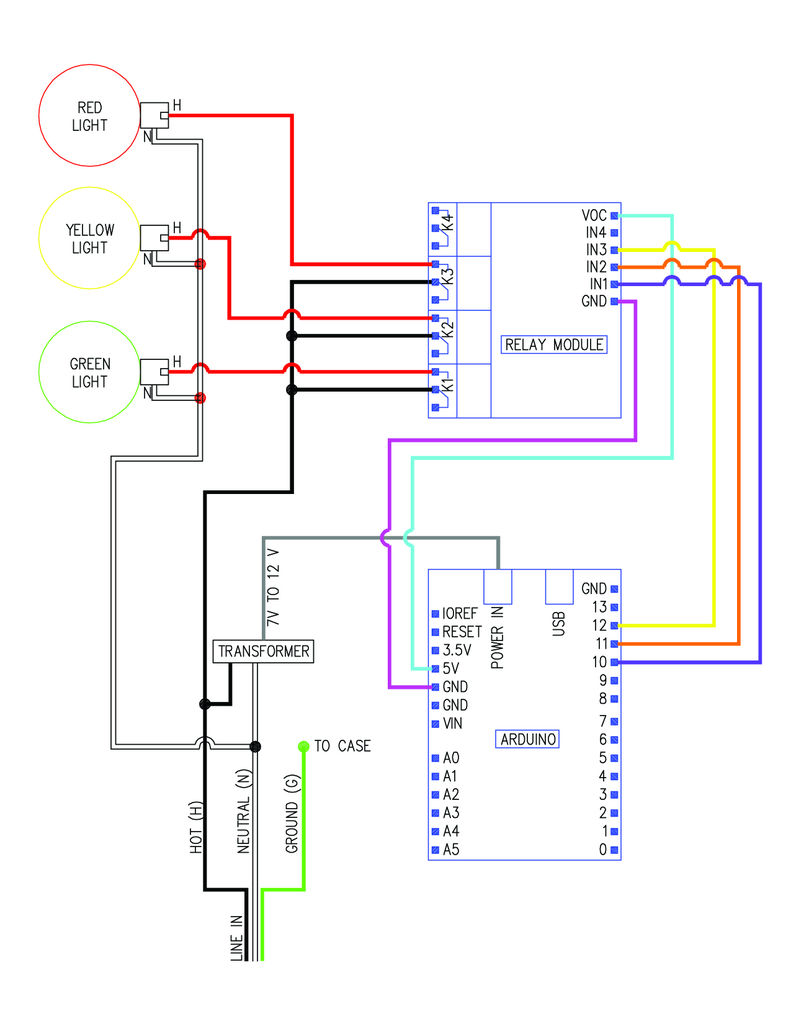 RED
LIGHT
H
N
YELLOW
LIGHT
H
N
GREEN
LIGHT
H
N
K4
K3
K2
K1
VOC
IN4
IN3
IN2
IN1
GND
RELAY MODULE
7V TO 12 V
TRANSFORMER
TO CASE
HOT (H)
NEUTRAL (N)
GROUND (G)
LINE IN
POWER IN
USB
IOREF
RESET
3.5V
5V
GND
GND
VIN
A0
A1
A2
A3
A4
A5
ARDUINO
GND
13
12
11
10
9
8
7
6
5
4
3
2
1
0